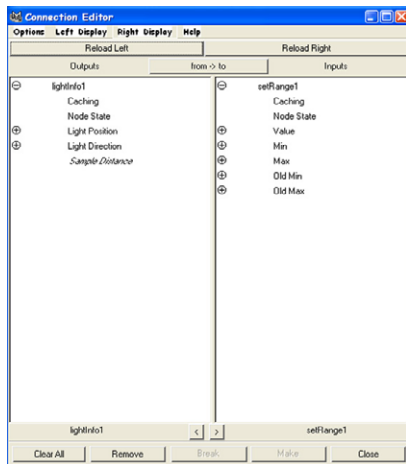 Connection Editor
Options Left Display Right Display Help
Reload Left Reload Right
Outputs from -> to Inputs
lightInfo1 setRange1
Caching Caching
Node State Node State
Light Position Value
Light Direction Min
Sample Distance Max
Old Min
Old Max
lightInfo1 < > setRange1
Clear All Remove Break Make Close